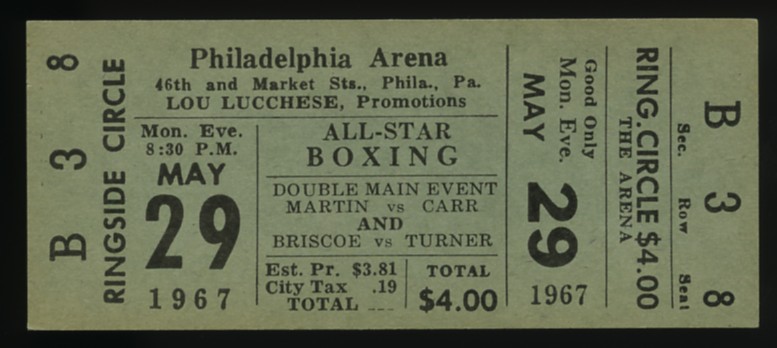 B 3 8
RINGSIDE CIRCLE
Philadelphia Arena
46th and Market Sts., Phila., Pa.
LOU LUCCHESE, Promotions
Mon. Eve.
8:30 P.M.
MAY
29
1967
ALL-STAR
BOXING
DOUBLE MAIN EVENT
MARTIN vs CARR
AND
BRISCOE vs TURNER
Est. Pr. $3.81
City Tax .19
TOTAL ---
TOTAL
$4.00
Good Only
Mon. Eve.
MAY
29
1967
RING.CIRCLE $4.00
THE ARENA
Sec. Row Seat
B 3 8